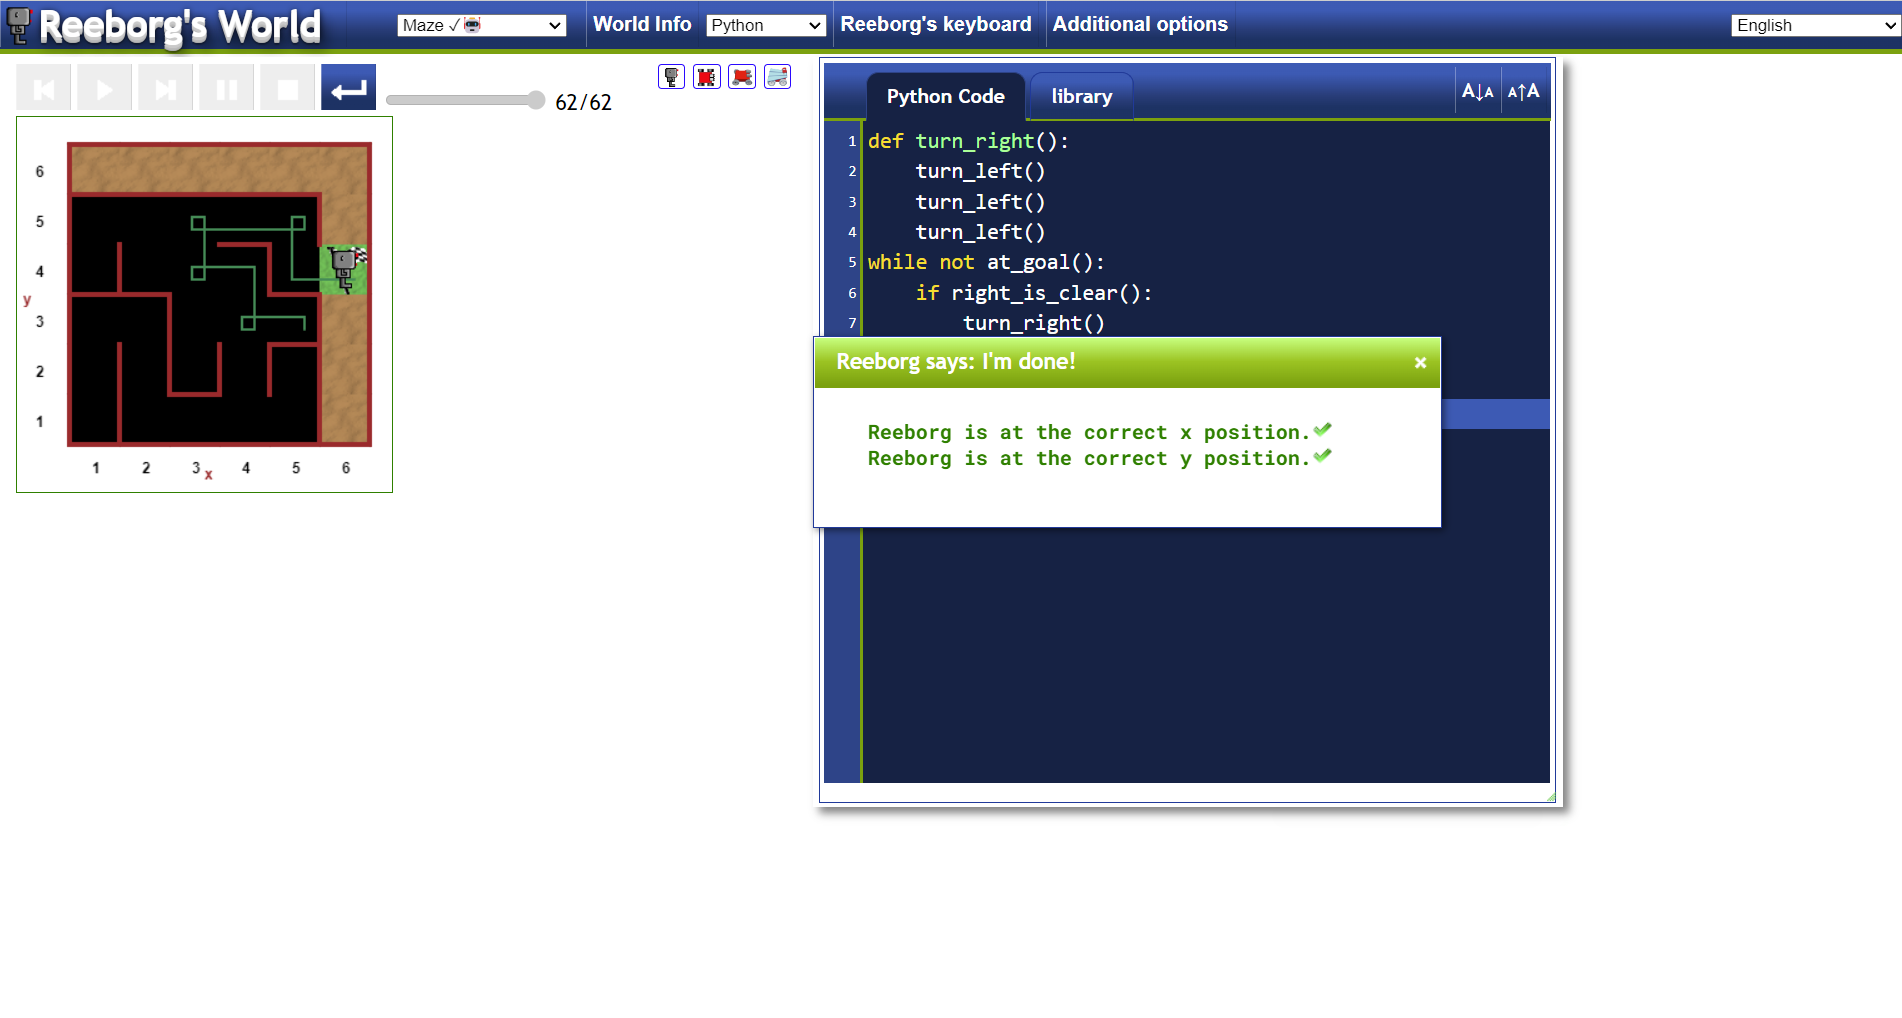 Reeborg's World
Maze ✓ 🤖
World Info
Python
Reeborg's keyboard
Additional options
English
62/62
Python Code
library
A↓A
A↑A
1 def turn_right():
2     turn_left()
3     turn_left()
4     turn_left()
5 while not at_goal():
6     if right_is_clear():
7         turn_right()
Reeborg says: I'm done!
×
Reeborg is at the correct x position.✔
Reeborg is at the correct y position.✔
6
5
4
y
3
2
1
1 2 3 x 4 5 6